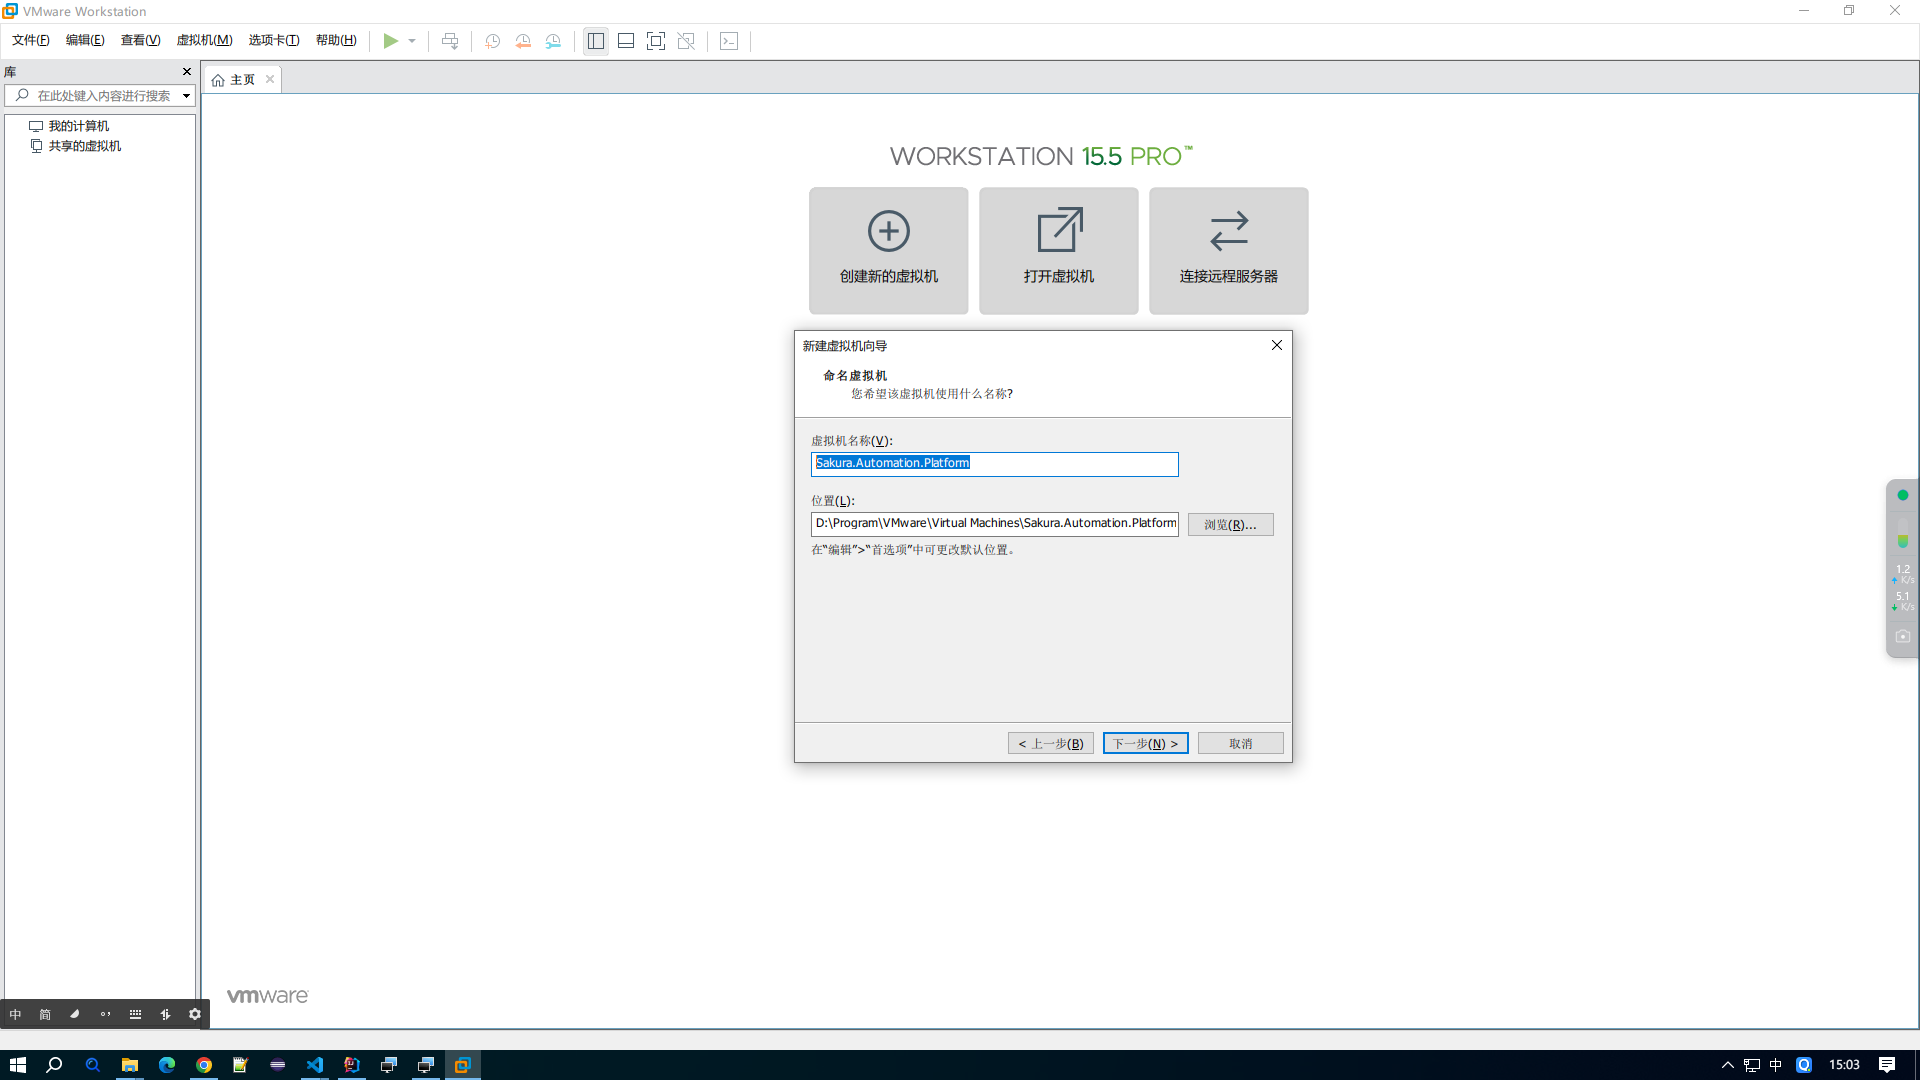 VMware Workstation
文件(F) 编辑(E) 查看(V) 虚拟机(M) 选项卡(T) 帮助(H)
库
在此处键入内容进行搜索
我的计算机
共享的虚拟机
主页
WORKSTATION 15.5 PRO™
创建新的虚拟机
打开虚拟机
连接远程服务器
新建虚拟机向导
命名虚拟机
您希望该虚拟机使用什么名称?
虚拟机名称(V):
Sakura.Automation.Platform
位置(L):
D:\Program\VMware\Virtual Machines\Sakura.Automation.Platform
浏览(R)...
在“编辑”>“首选项”中可更改默认位置。
< 上一步(B)
下一步(N) >
取消
1.2
K/s
5.1
K/s
vmware
中 简
中
15:03